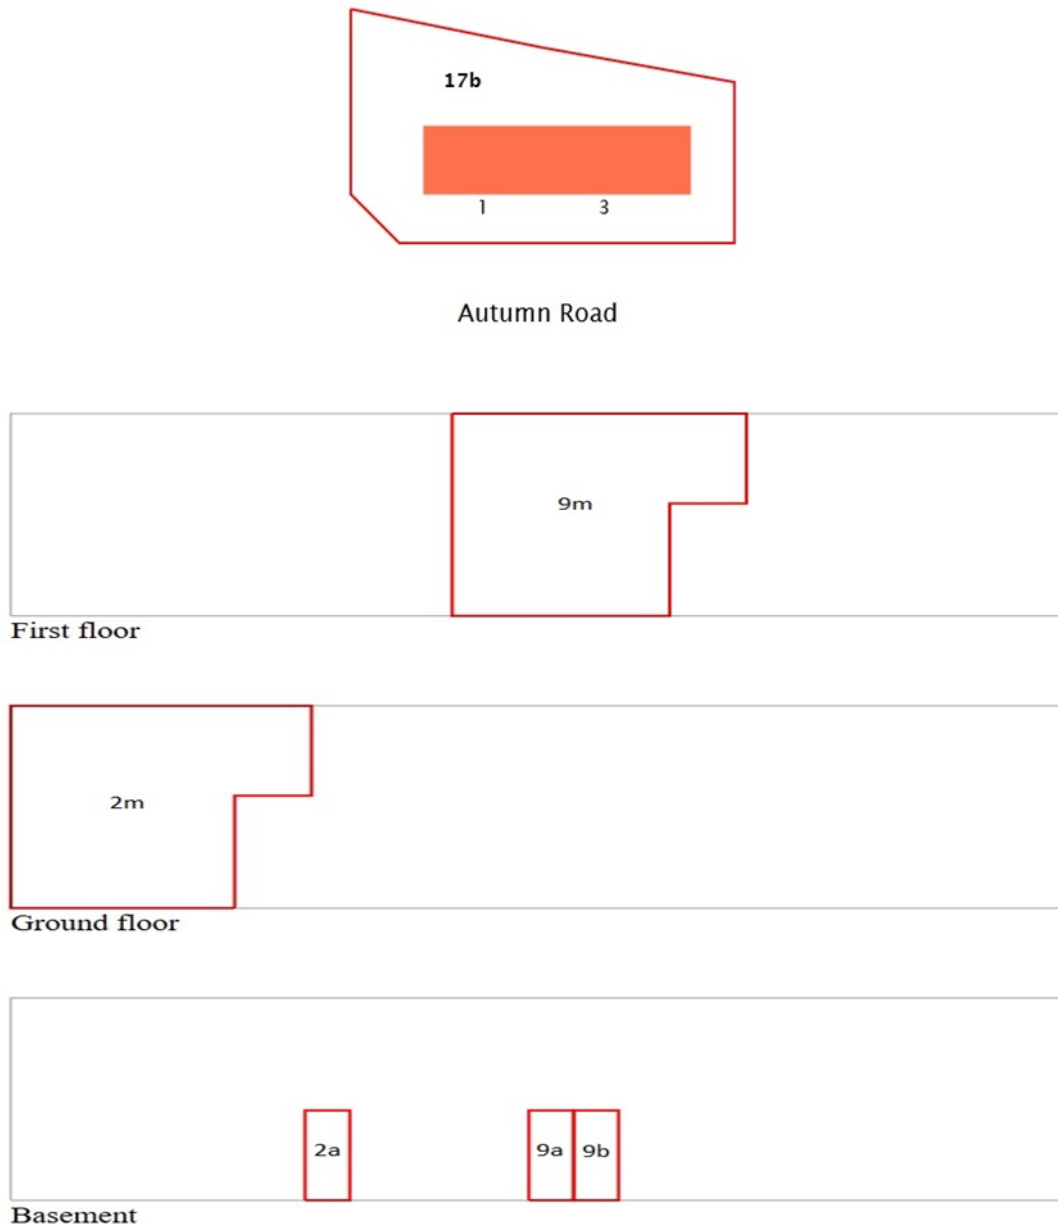 17b
1 3
Autumn Road
9m
First floor
2m
Ground floor
2a 9a 9b
Basement